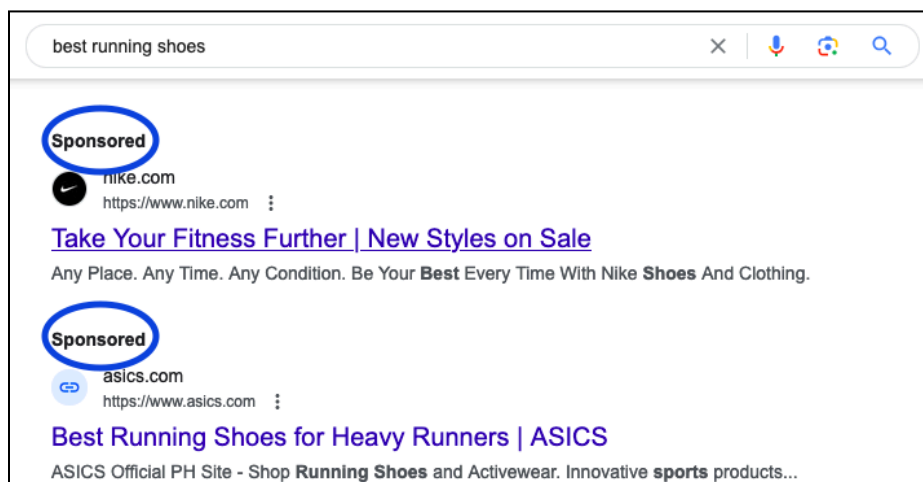 best running shoes
Sponsored
nike.com
https://www.nike.com
Take Your Fitness Further | New Styles on Sale
Any Place. Any Time. Any Condition. Be Your Best Every Time With Nike Shoes And Clothing.
Sponsored
asics.com
https://www.asics.com
Best Running Shoes for Heavy Runners | ASICS
ASICS Official PH Site - Shop Running Shoes and Activewear. Innovative sports products...